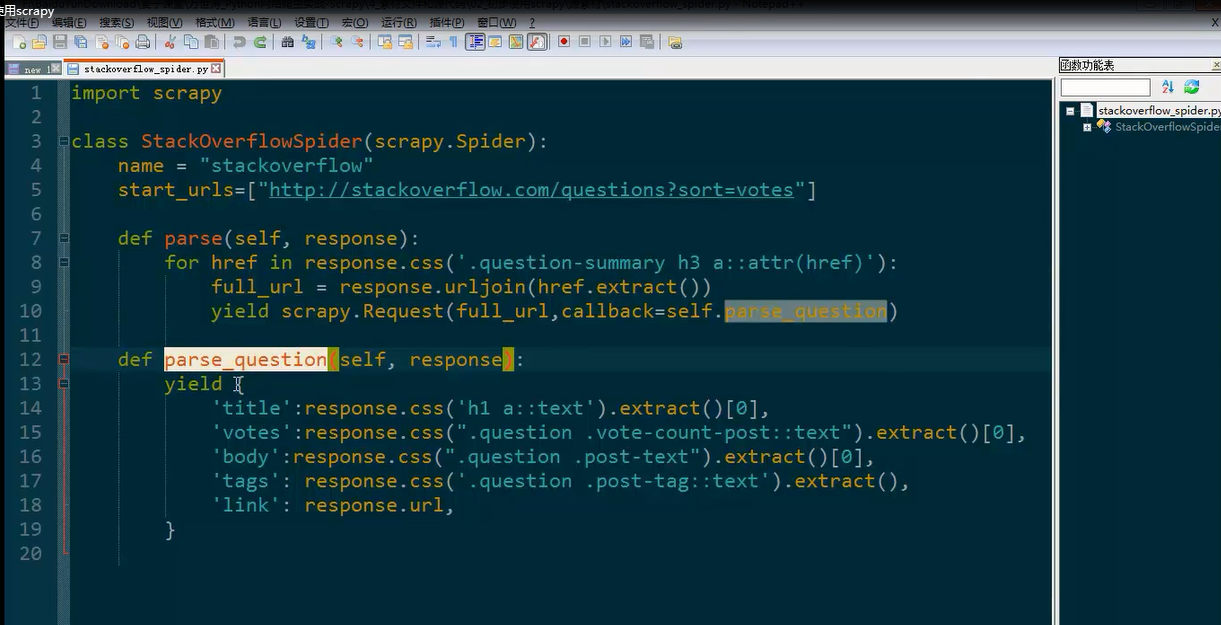 使用scrapy
文件(F) 编辑(E) 搜索(S) 视图(V) 格式(M) 语言(L) 设置(T) 宏(O) 运行(R) 插件(P) 窗口(W) ? X
new 1 stackoverflow_spider.py
函数功能表
stackoverflow_spider.py
StackOverflowSpide
1 import scrapy
2
3 class StackOverflowSpider(scrapy.Spider):
4 name = "stackoverflow"
5 start_urls=["http://stackoverflow.com/questions?sort=votes"]
6
7 def parse(self, response):
8 for href in response.css('.question-summary h3 a::attr(href)'):
9 full_url = response.urljoin(href.extract())
10 yield scrapy.Request(full_url,callback=self.parse_question)
11
12 def parse_question(self, response):
13 yield {
14 'title':response.css('h1 a::text').extract()[0],
15 'votes':response.css(".question .vote-count-post::text").extract()[0],
16 'body':response.css(".question .post-text").extract()[0],
17 'tags': response.css('.question .post-tag::text').extract(),
18 'link': response.url,
19 }
20